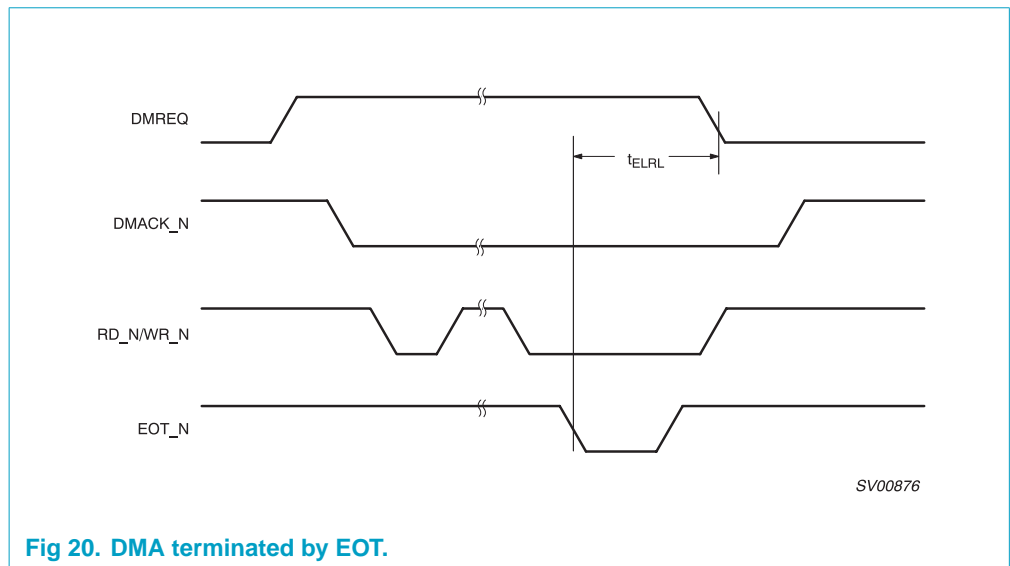 DMREQ
tELRL
DMACK_N
RD_N/WR_N
EOT_N
SV00876
Fig 20. DMA terminated by EOT.